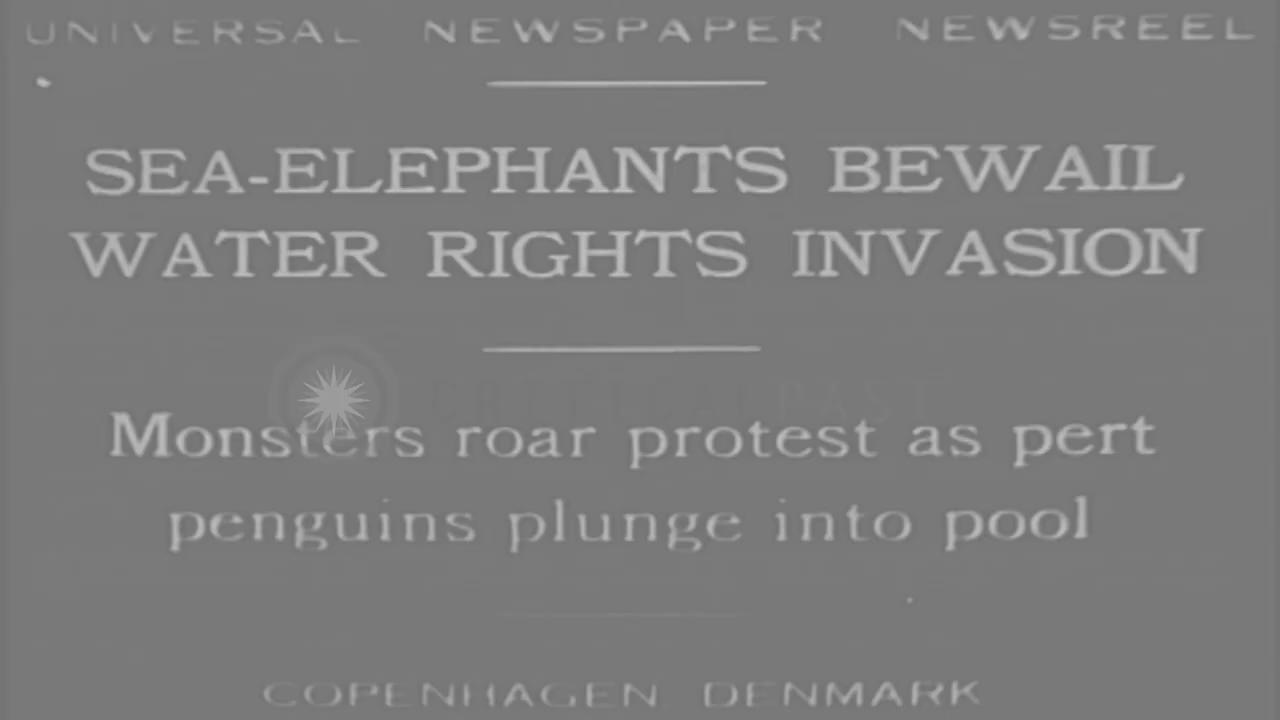 UNIVERSAL NEWSPAPER NEWSREEL
SEA-ELEPHANTS BEWAIL
WATER RIGHTS INVASION
CRITICALPAST
Monsters roar protest as pert
penguins plunge into pool
COPENHAGEN DENMARK